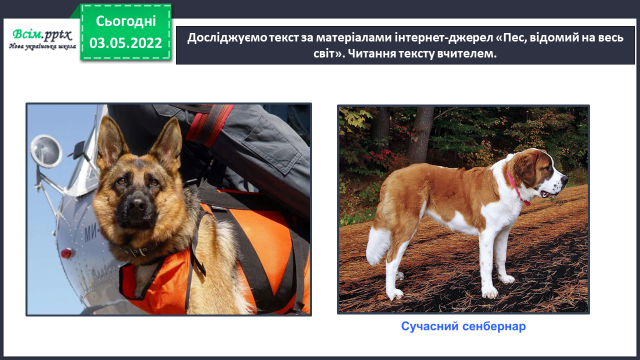 Всім.pptx
Нова українська школа
Сьогодні
03.05.2022
Досліджуємо текст за матеріалами інтернет-джерел «Пес, відомий на весь
світ». Читання тексту вчителем.
Сучасний сенбернар